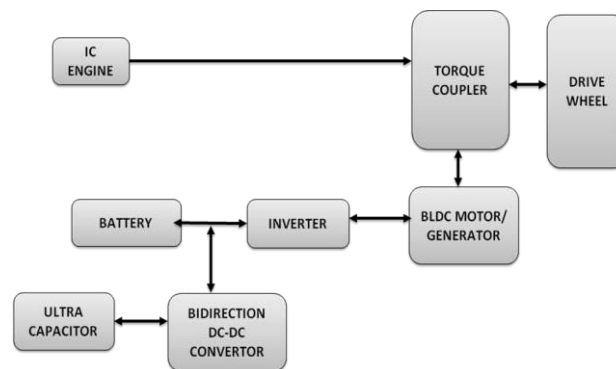 IC
ENGINE
TORQUE
COUPLER
DRIVE
WHEEL
BATTERY
INVERTER
BLDC MOTOR/
GENERATOR
ULTRA
CAPACITOR
BIDIRECTION
DC-DC
CONVERTOR